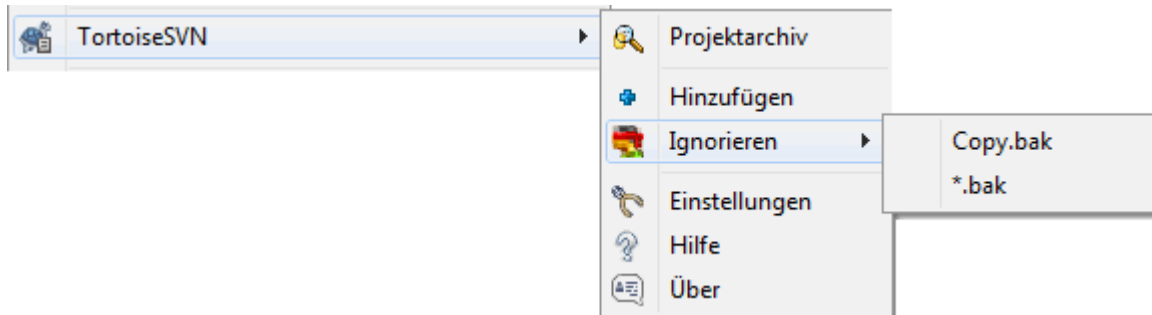 TortoiseSVN
Projektarchiv
Hinzufügen
Ignorieren
Copy.bak
*.bak
Einstellungen
Hilfe
Über